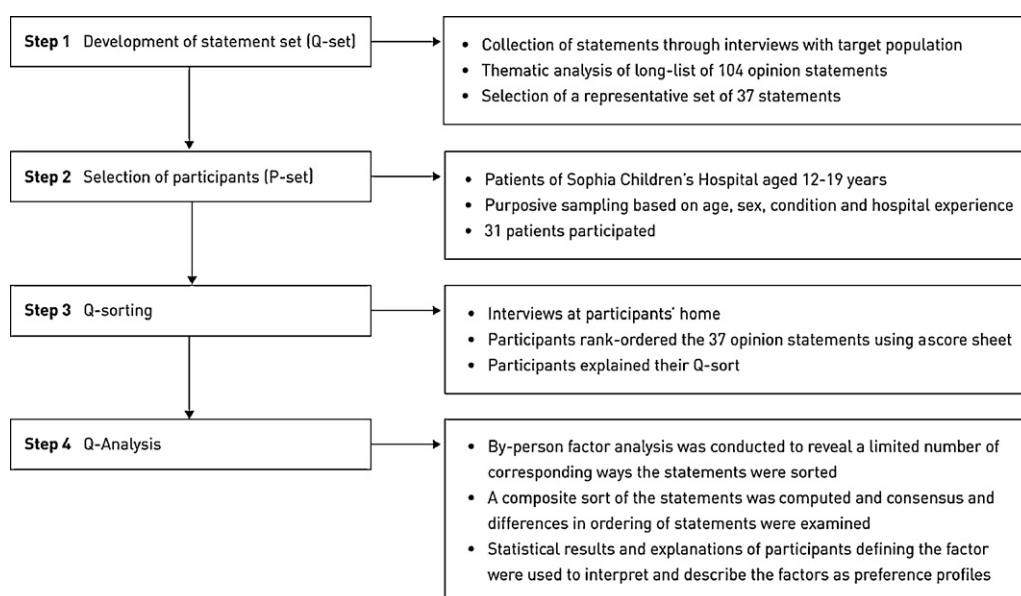 Step 1 Development of statement set (Q-set)
• Collection of statements through interviews with target population
• Thematic analysis of long-list of 104 opinion statements
• Selection of a representative set of 37 statements
Step 2 Selection of participants (P-set)
• Patients of Sophia Children's Hospital aged 12-19 years
• Purposive sampling based on age, sex, condition and hospital experience
• 31 patients participated
Step 3 Q-sorting
• Interviews at participants' home
• Participants rank-ordered the 37 opinion statements using ascore sheet
• Participants explained their Q-sort
Step 4 Q-Analysis
• By-person factor analysis was conducted to reveal a limited number of
corresponding ways the statements were sorted
• A composite sort of the statements was computed and consensus and
differences in ordering of statements were examined
• Statistical results and explanations of participants defining the factor
were used to interpret and describe the factors as preference profiles